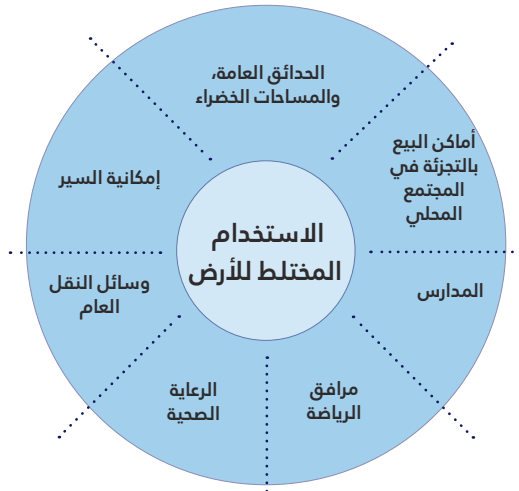 الحدائق العامة،
والمساحات الخضراء
أماكن البيع
بالتجزئة في
المجتمع
المحلي
المدارس
مرافق
الرياضة
الرعاية
الصحية
وسائل النقل
العام
إمكانية السير
الاستخدام
المختلط للأرض